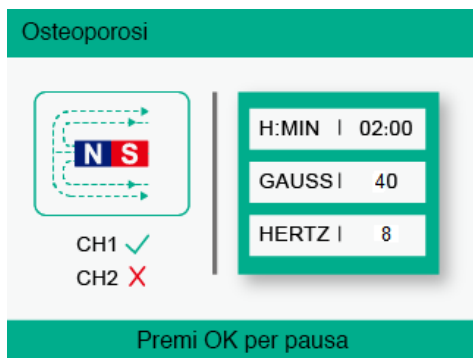 Osteoporosi
N S
CH1 ✓
CH2 X
H:MIN | 02:00
GAUSS | 40
HERTZ | 8
Premi OK per pausa